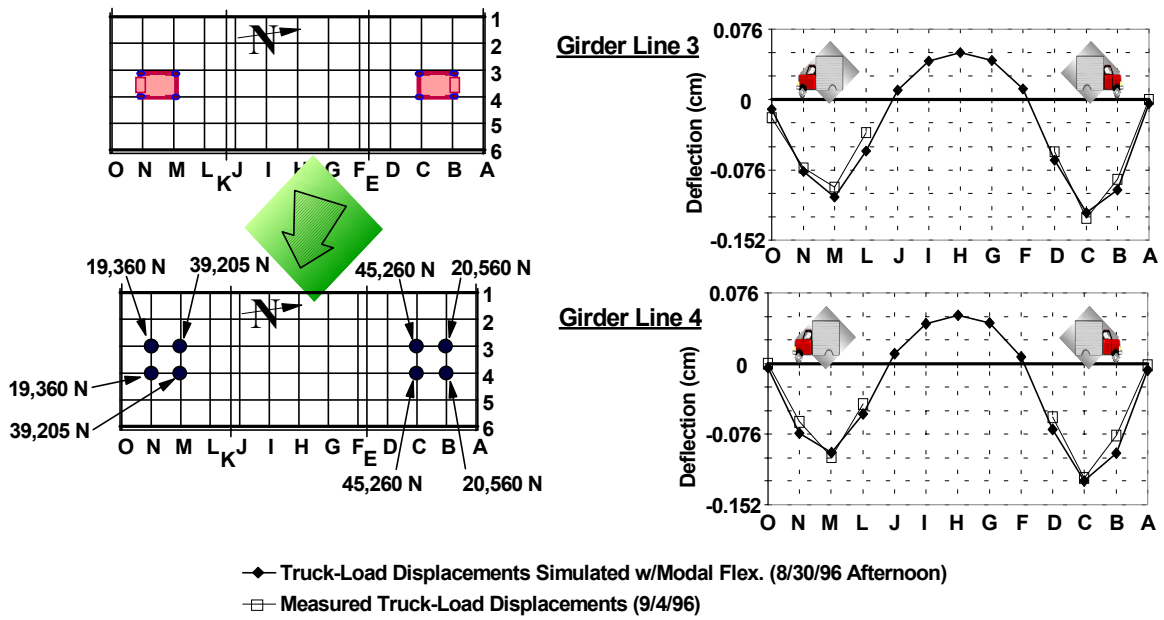 1
2
3
4
5
6
N
O N M L K J I H G F E D C B A
19,360 N
39,205 N
45,260 N
20,560 N
1
2
3
4
5
6
N
19,360 N
39,205 N
O N M L K J I H G F E D C B A
45,260 N
20,560 N
Girder Line 3
Deflection (cm)
0.076
0
-0.076
-0.152
O N M L J I H G F D C B A
Girder Line 4
Deflection (cm)
0.076
0
-0.076
-0.152
O N M L J I H G F D C B A
Truck-Load Displacements Simulated w/Modal Flex. (8/30/96 Afternoon)
Measured Truck-Load Displacements (9/4/96)